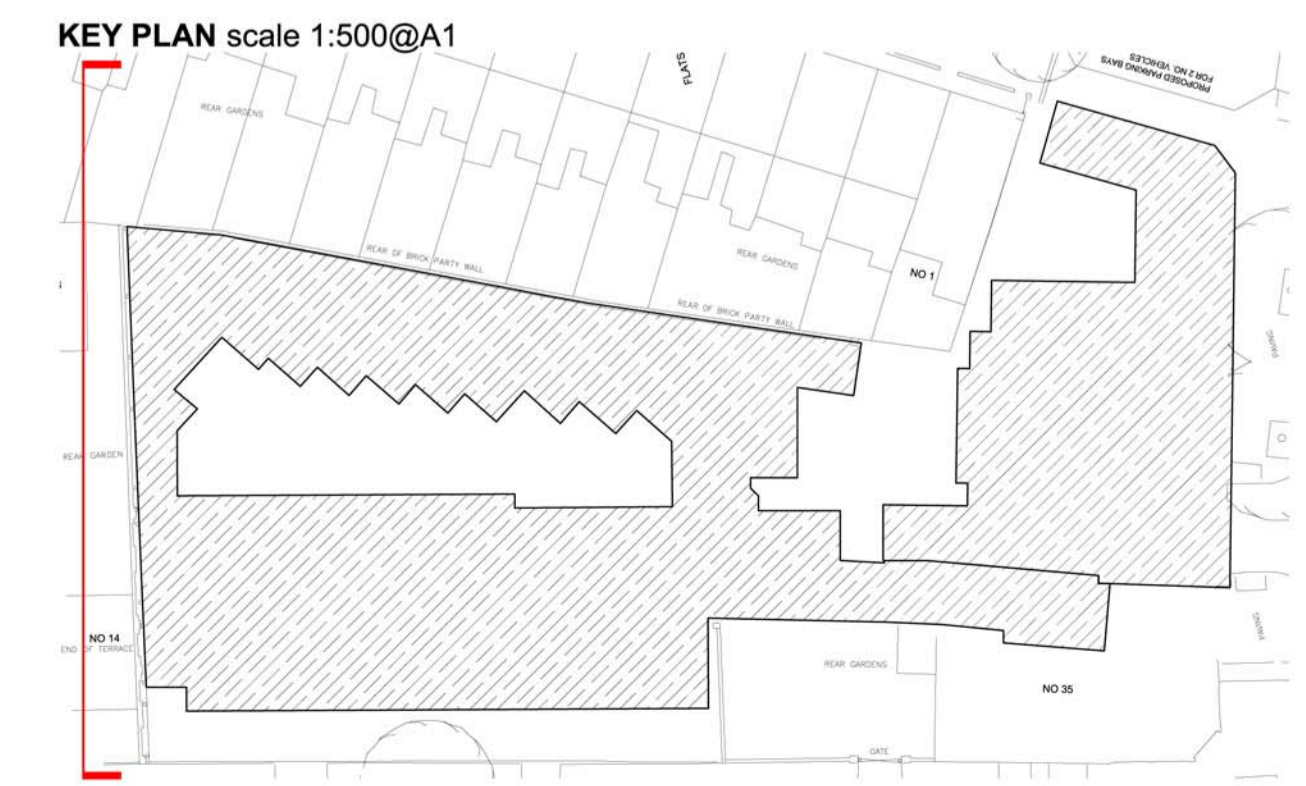 KEY PLAN scale 1:500@A1
FLATS
PROPOSED PARKING BAYS
FOR 2 NO. VEHICLES
REAR GARDENS
REAR OF BRICK PARTY WALL
REAR GARDENS
NO 1
REAR OF BRICK PARTY WALL
PAVING
REAR GARDEN
NO 14
END OF TERRACE
REAR GARDENS
NO 35
PAVING
GATE